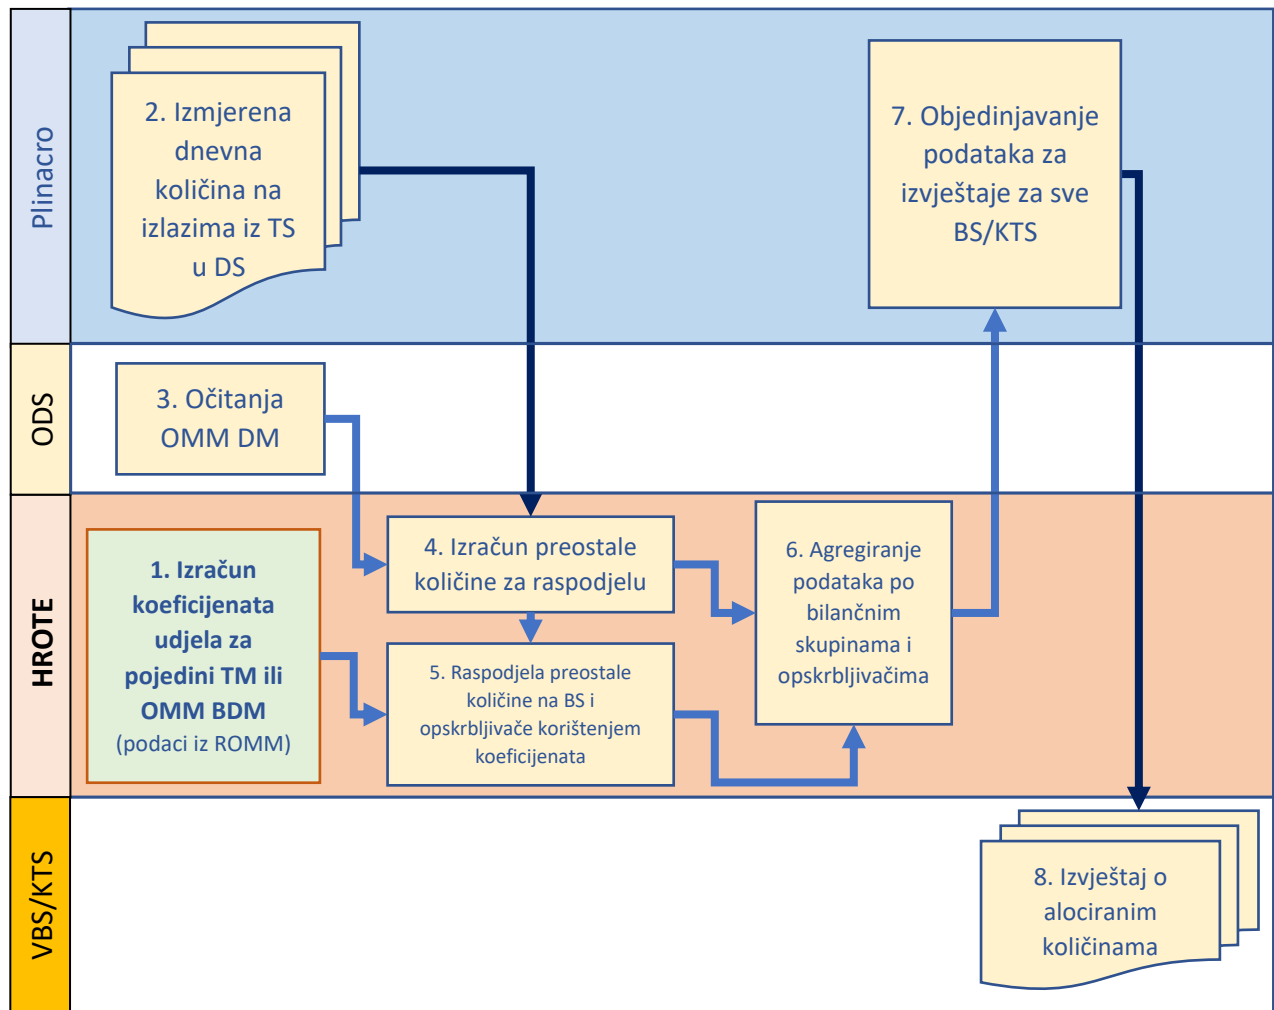 Plinacro
2. Izmjerena
dnevna
količina na
izlazima iz TS
u DS
7. Objedinjavanje
podataka za
izvještaje za sve
BS/KTS
ODS
3. Očitanja
OMM DM
HROTE
1. Izračun
koeficijenata
udjela za
pojedini TM ili
OMM BDM
(podaci iz ROMM)
4. Izračun preostale
količine za raspodjelu
5. Raspodjela preostale
količine na BS i
opskrbljivače korištenjem
koeficijenata
6. Agregiranje
podataka po
bilančnim
skupinama i
opskrbljivačima
VBS/KTS
8. Izvještaj o
alociranim
količinama